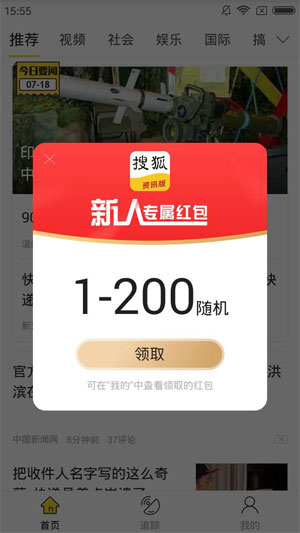 15:55
推荐 视频 社会 娱乐 国际 搞
今日要闻
07-18
印
中
搜狐
资讯版
新人专属红包
1-200随机
领取
可在"我的"中查看领取的红包
90
快 快
递
官方 洪
滨在
中国新闻网 8分钟前 37评论
把收件人名字写的这么奇
首页 追踪 我的